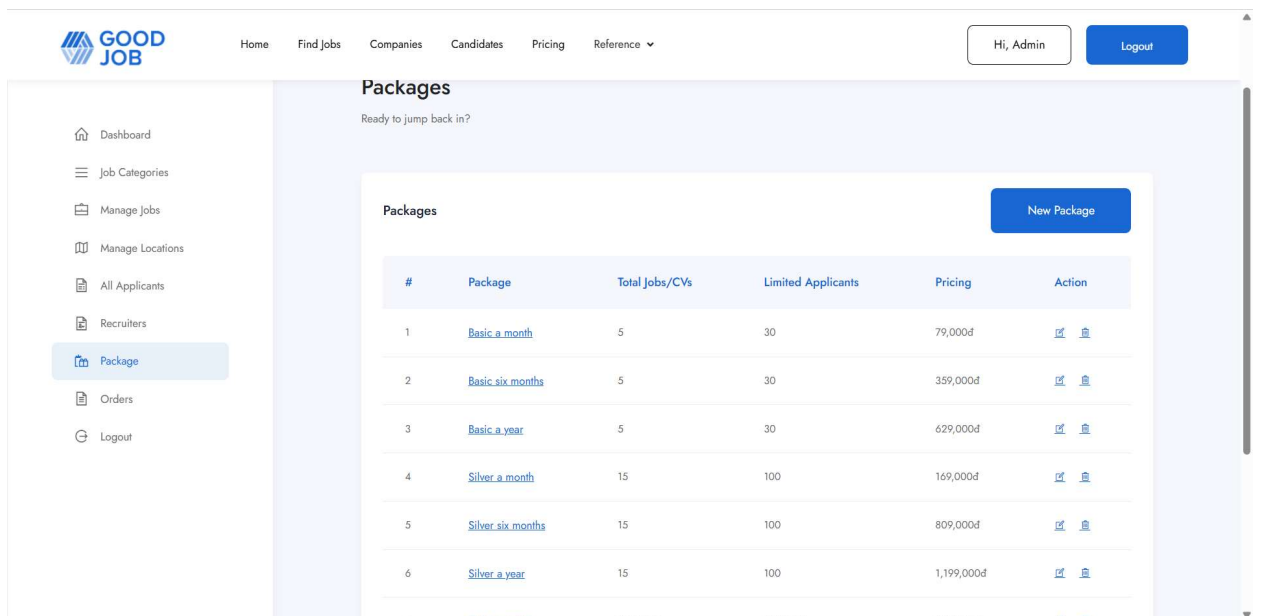 GOOD
JOB
Home Find Jobs Companies Candidates Pricing Reference Hi, Admin Logout
Packages
Ready to jump back in?
Dashboard
Job Categories
Manage Jobs
Manage Locations
All Applicants
Recruiters
Package
Orders
Logout
Packages New Package
# Package Total Jobs/CVs Limited Applicants Pricing Action
1 Basic a month 5 30 79,000đ
2 Basic six months 5 30 359,000đ
3 Basic a year 5 30 629,000đ
4 Silver a month 15 100 169,000đ
5 Silver six months 15 100 809,000đ
6 Silver a year 15 100 1,199,000đ